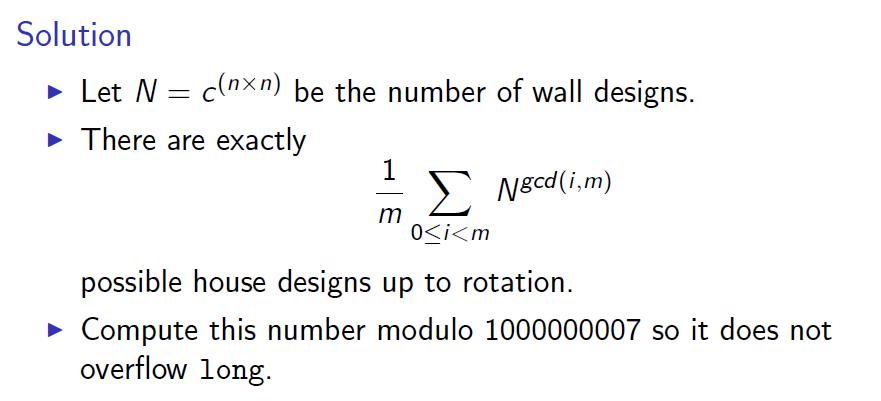 Solution
▶ Let N = c^(n×n) be the number of wall designs.
▶ There are exactly
1/m ∑_{0≤i<m} N^{gcd(i,m)}
possible house designs up to rotation.
▶ Compute this number modulo 1000000007 so it does not
overflow long.